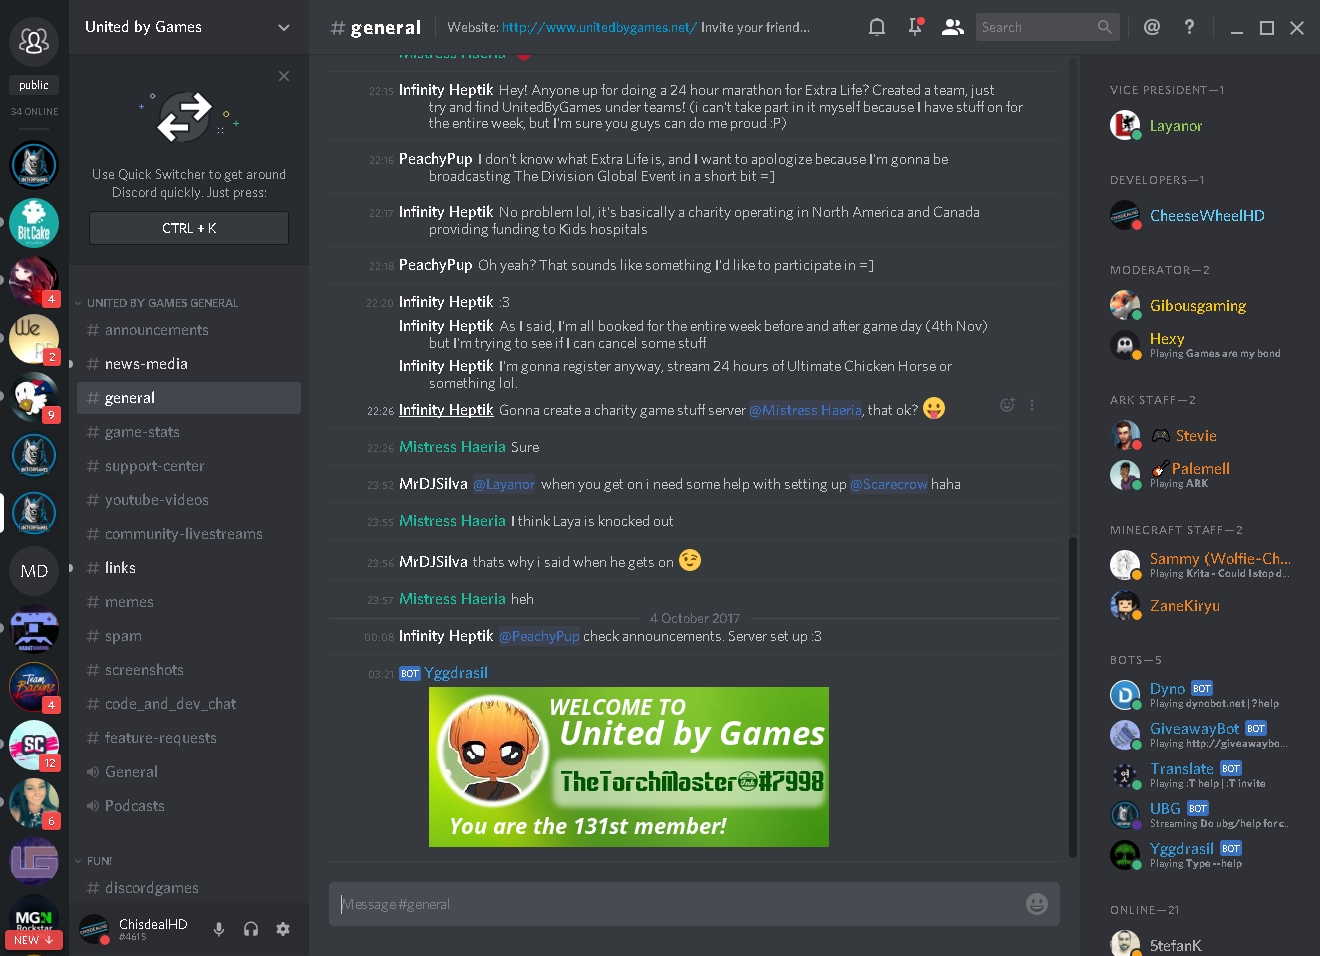 public
34 ONLINE
BitCake
4
We
2
9
MD
Team
Bacynz
4
SC
12
6
MGN
Rockstar
NEW ↓
United by Games
Use Quick Switcher to get around
Discord quickly. Just press:
CTRL + K
UNITED BY GAMES GENERAL
# announcements
# news-media
# general
# game-stats
# support-center
# youtube-videos
# community-livestreams
# links
# memes
# spam
# screenshots
# code_and_dev_chat
# feature-requests
General
Podcasts
FUN!
# discordgames
ChisdealHD
#4615
# general
Website: http://www.unitedbygames.net/ Invite your friend...
Search
@ ?
Mistress Haeria
22:15 Infinity Heptik Hey! Anyone up for doing a 24 hour marathon for Extra Life? Created a team, just
try and find UnitedByGames under teams! (i can't take part in it myself because I have stuff on for
the entire week, but I'm sure you guys can do me proud :P)
22:16 PeachyPup I don't know what Extra Life is, and I want to apologize because I'm gonna be
broadcasting The Division Global Event in a short bit =]
22:17 Infinity Heptik No problem lol, it's basically a charity operating in North America and Canada
providing funding to Kids hospitals
22:18 PeachyPup Oh yeah? That sounds like something I'd like to participate in =]
22:20 Infinity Heptik :3
Infinity Heptik As I said, I'm all booked for the entire week before and after game day (4th Nov)
but I'm trying to see if I can cancel some stuff
Infinity Heptik I'm gonna register anyway, stream 24 hours of Ultimate Chicken Horse or
something lol.
22:26 Infinity Heptik Gonna create a charity game stuff server @Mistress Haeria, that ok? 😛
22:26 Mistress Haeria Sure
23:52 MrDJSilva @Layanor when you get on i need some help with setting up @Scarecrow haha
23:55 Mistress Haeria I think Laya is knocked out
23:56 MrDJSilva thats why i said when he gets on 😉
23:57 Mistress Haeria heh
4 October 2017
00:08 Infinity Heptik @PeachyPup check announcements. Server set up :3
03:21 BOT Yggdrasil
WELCOME TO
United by Games
TheTorchMaster#7998
You are the 131st member!
Message #general
VICE PRESIDENT—1
Layanor
DEVELOPERS—1
CheeseWheelHD
MODERATOR—2
Gibousgaming
Hexy
Playing Games are my bond
ARK STAFF—2
🎮 Stevie
🎸Palemell
Playing ARK
MINECRAFT STAFF—2
Sammy (Wolfie-Ch...
Playing Krita - Could I stop d...
ZaneKiryu
BOTS—5
Dyno BOT
Playing dynobot.net | ?help
GiveawayBot BOT
Playing http://giveawaybo...
Translate BOT
Playing :T help | :T invite
UBG BOT
Streaming Do ubg/help for c...
Yggdrasil BOT
Playing Type --help
ONLINE—21
5tefanK